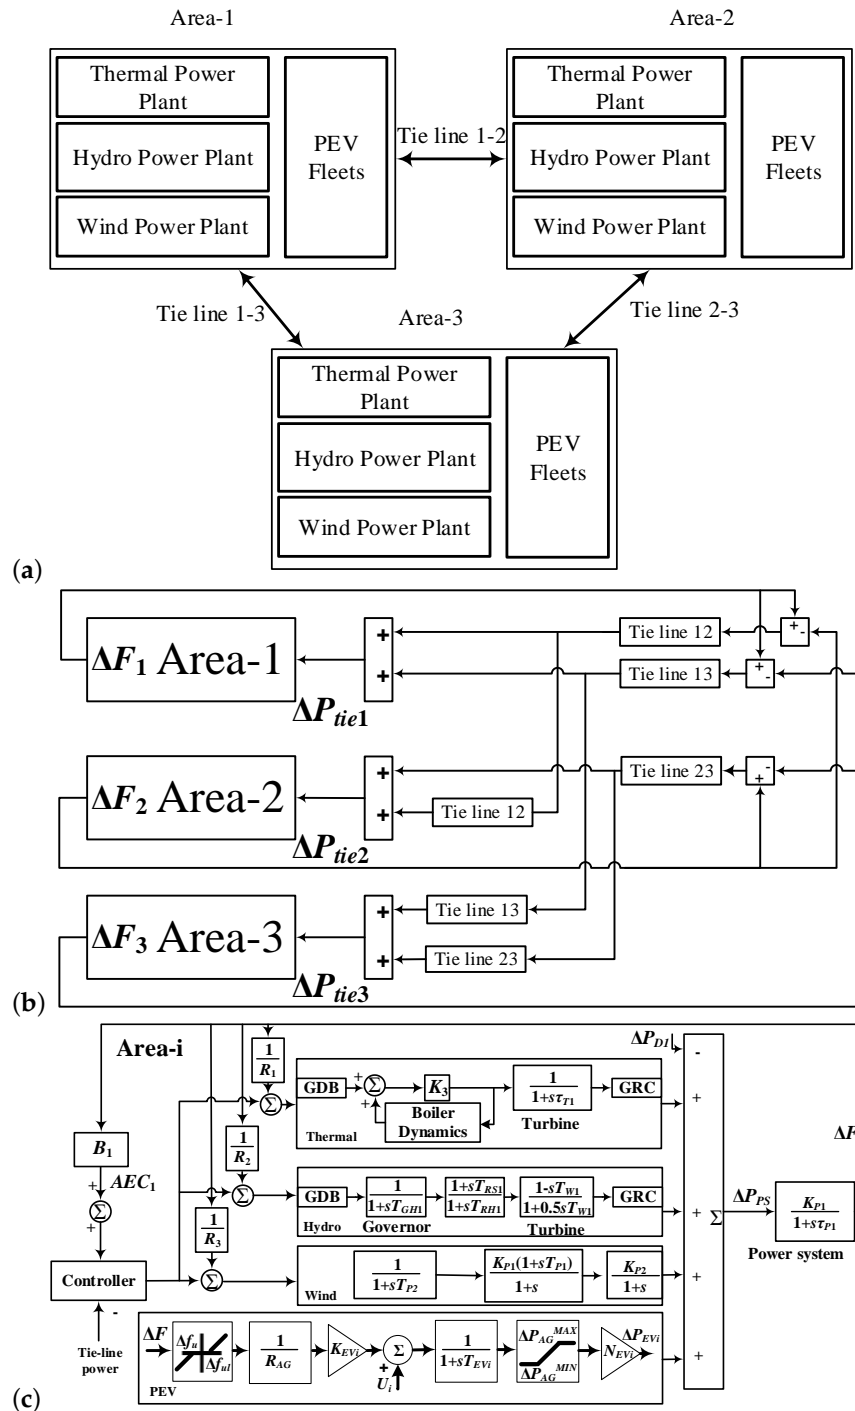 Area-1
Area-2
Thermal Power
Plant
Hydro Power Plant
Wind Power Plant
PEV
Fleets
Tie line 1-2
Thermal Power
Plant
Hydro Power Plant
Wind Power Plant
PEV
Fleets
Tie line 1-3
Area-3
Tie line 2-3
Thermal Power
Plant
Hydro Power Plant
Wind Power Plant
PEV
Fleets
(a)
ΔF1 Area-1
+
+
ΔPtie1
Tie line 12
+ -
Tie line 13
+ -
ΔF2 Area-2
+
+
ΔPtie2
Tie line 23
- +
Tie line 12
ΔF3 Area-3
+
+
ΔPtie3
Tie line 13
Tie line 23
(b)
Area-i
1/R1
ΔPD1
-
GDB
+
Σ
+
K3
Boiler
Dynamics
1/(1+sτT1)
Turbine
GRC
Thermal
Σ
+
ΔF
B1
+
AEC1
Σ
+
1/R2
Σ
GDB
1/(1+sTGH1)
Governor
(1+sTRS1)/(1+sTRH1)
(1-sTW1)/(1+0.5sTW1)
Turbine
GRC
Hydro
+
Σ
ΔPPS
KP1/(1+sτP1)
Power system
1/R3
Σ
Controller
-
Tie-line
power
1/(1+sTP2)
KP1(1+sTP1)/(1+s)
KP2/(1+s)
Wind
+
ΔF
Δfu
Δful
1/RAG
KEVi
Σ
+
Ui
1/(1+sTEVi)
ΔPAG MAX
ΔPAG MIN
NEVi
ΔPEVi
PEV
+
(c)